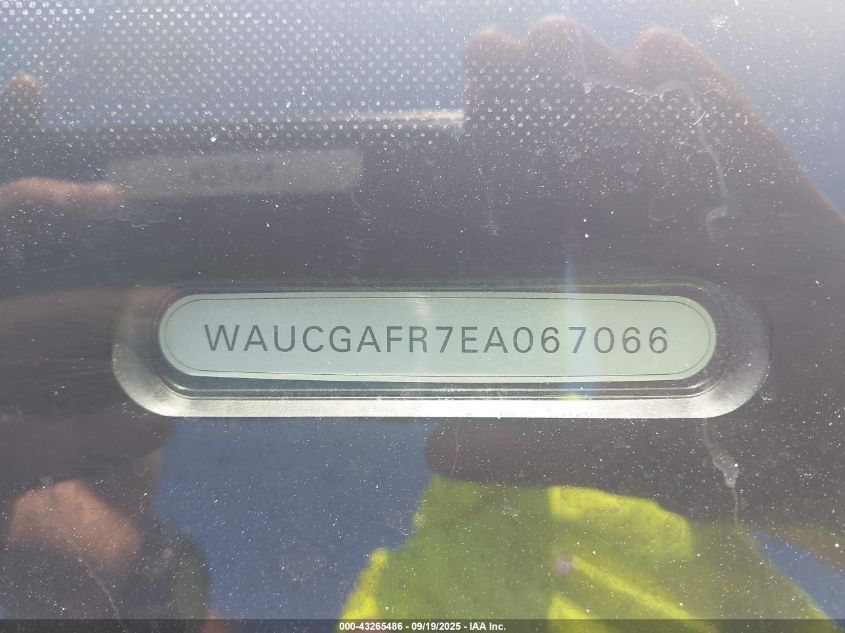 WAUCGAFR7EA067066
000-43265486 - 09/19/2025 - IAA Inc.